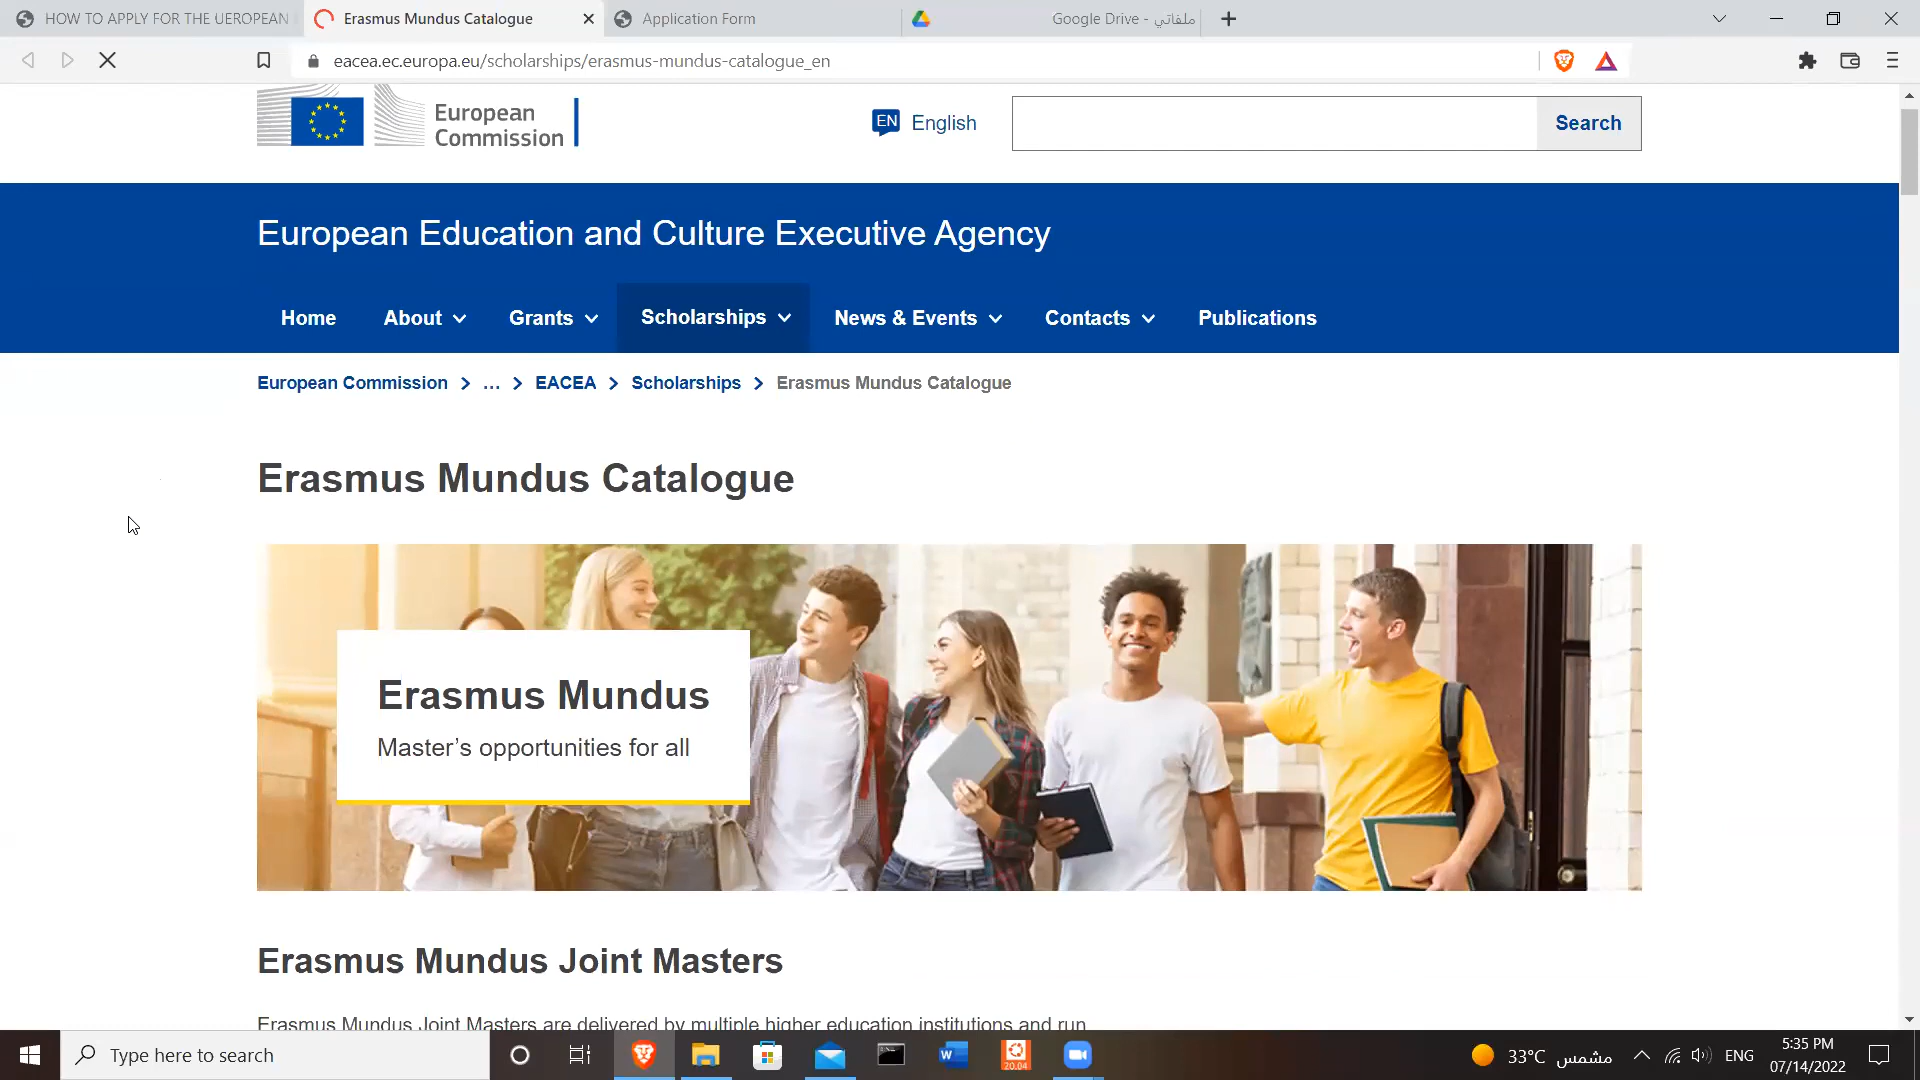 HOW TO APPLY FOR THE UEROPEAN
Erasmus Mundus Catalogue
Application Form
ملفاتي - Google Drive
eacea.ec.europa.eu/scholarships/erasmus-mundus-catalogue_en
European
Commission
EN English
Search
European Education and Culture Executive Agency
Home About Grants Scholarships News & Events Contacts Publications
European Commission > ... > EACEA > Scholarships > Erasmus Mundus Catalogue
Erasmus Mundus Catalogue
Erasmus Mundus
Master's opportunities for all
Erasmus Mundus Joint Masters
Erasmus Mundus Joint Masters are delivered by multiple higher education institutions and run
Type here to search
W
20.04
33°C مشمس
ENG
5:35 PM
07/14/2022